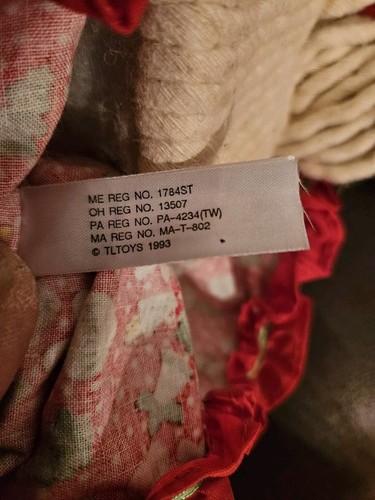 ME REG NO. 1784ST
OH REG NO. 13507
PA REG NO. PA-4234(TW)
MA REG NO. MA-T-802
© TLTOYS 1993